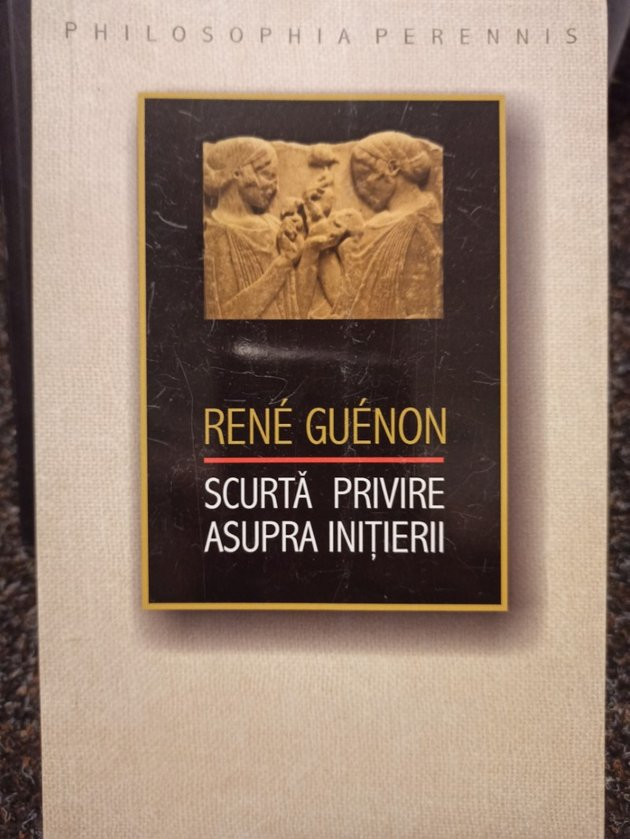 PHILOSOPHIA PERENNIS
RENÉ GUÉNON
SCURTĂ PRIVIRE
ASUPRA INIȚIERII